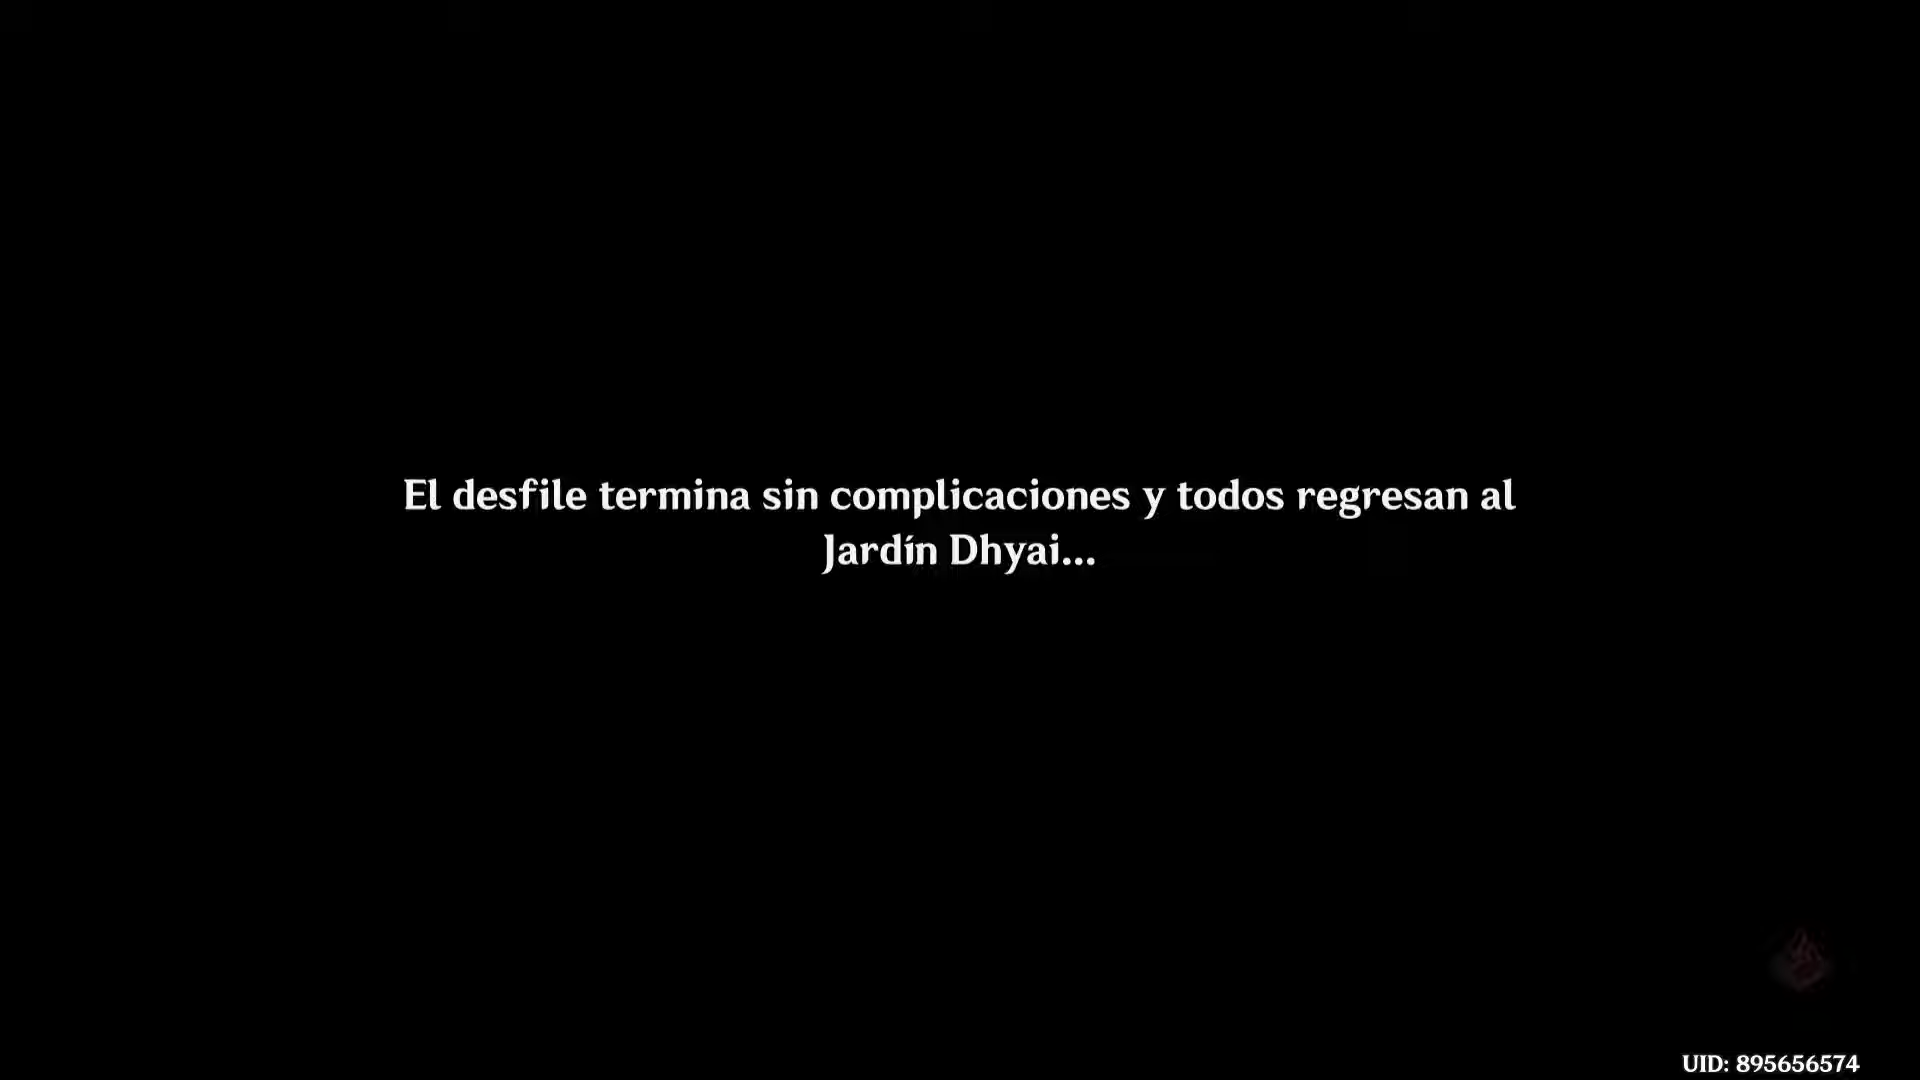 El desfile termina sin complicaciones y todos regresan al
Jardín Dhyai...
UID: 895656574